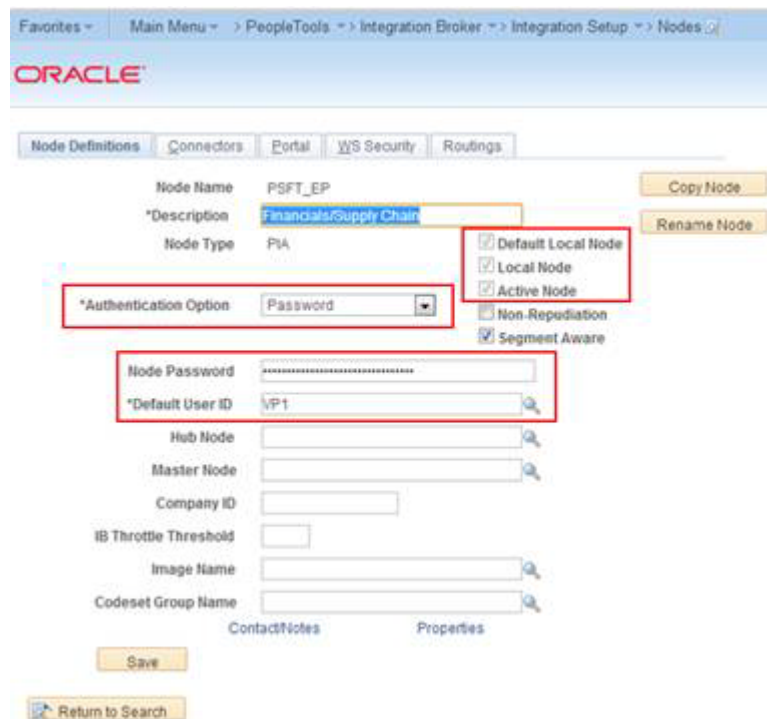 Favorites Main Menu > PeopleTools > Integration Broker > Integration Setup > Nodes
ORACLE
Node Definitions Connectors Portal WS Security Routings
Node Name PSFT_EP Copy Node
*Description Financials/Supply Chain Rename Node
Node Type PIA Default Local Node
Local Node
Active Node
*Authentication Option Password Non-Repudiation
Segment Aware
Node Password ••••••••••••••••••••••••••••••••
*Default User ID VP1
Hub Node
Master Node
Company ID
IB Throttle Threshold
Image Name
Codeset Group Name
Contact/Notes Properties
Save
Return to Search